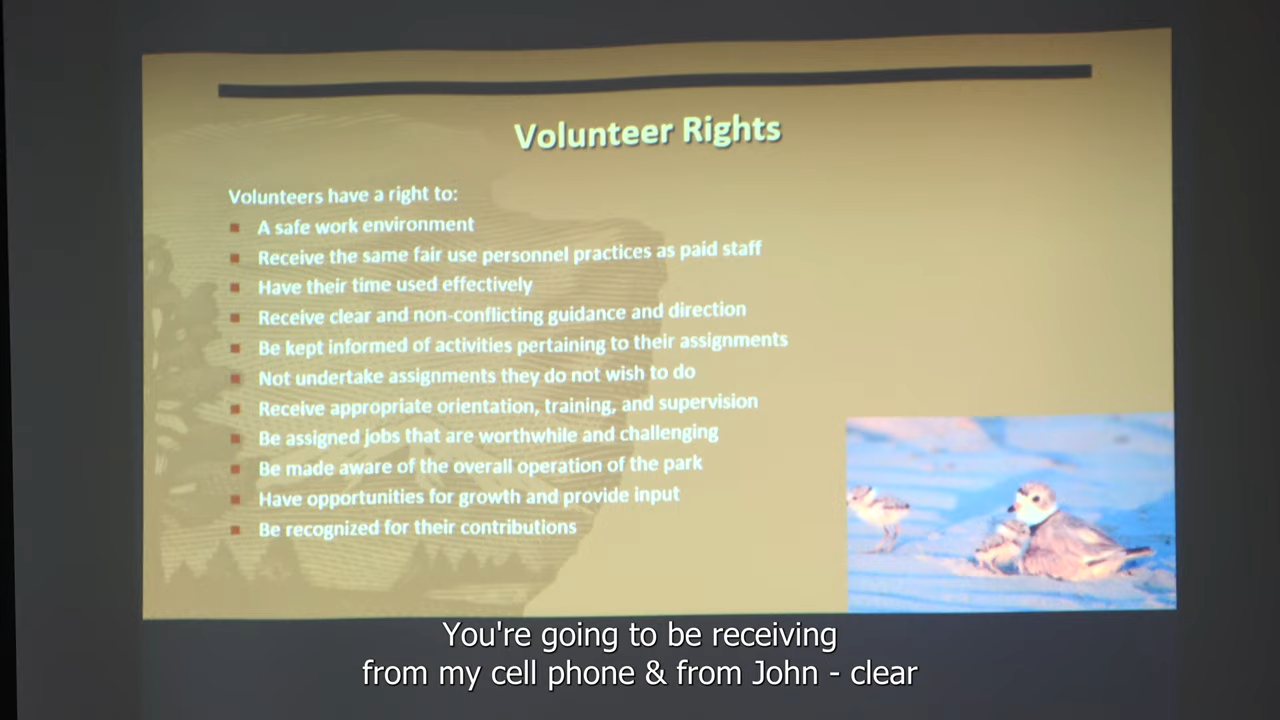 Volunteer Rights
Volunteers have a right to:
A safe work environment
Receive the same fair use personnel practices as paid staff
Have their time used effectively
Receive clear and non-conflicting guidance and direction
Be kept informed of activities pertaining to their assignments
Not undertake assignments they do not wish to do
Receive appropriate orientation, training, and supervision
Be assigned jobs that are worthwhile and challenging
Be made aware of the overall operation of the park
Have opportunities for growth and provide input
Be recognized for their contributions
You're going to be receiving
from my cell phone & from John - clear